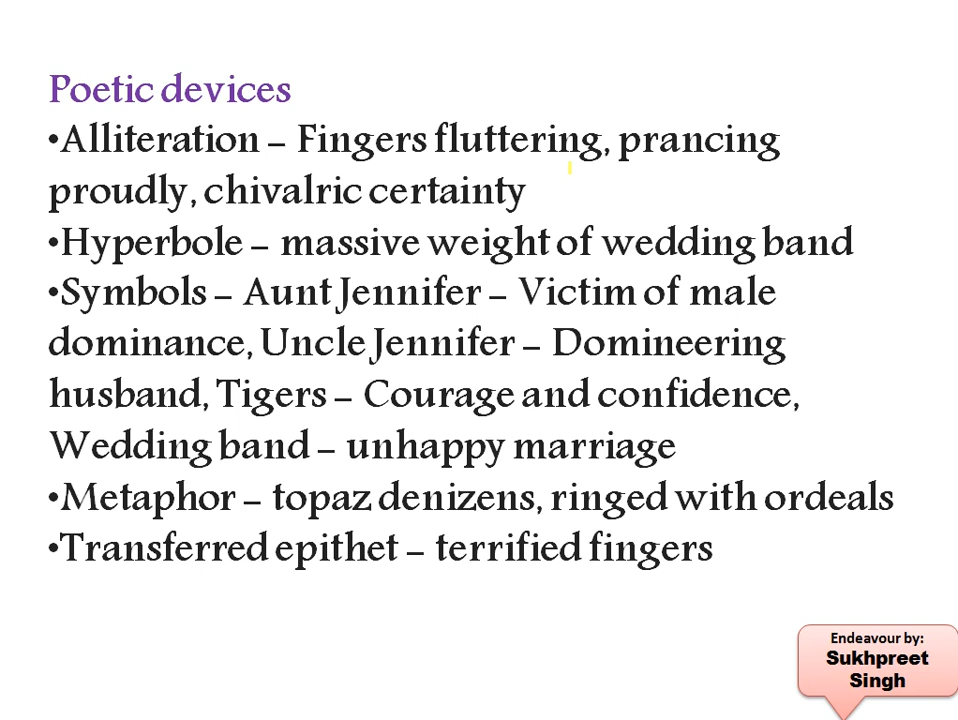 Poetic devices
•Alliteration – Fingers fluttering, prancing
proudly, chivalric certainty
•Hyperbole – massive weight of wedding band
•Symbols – Aunt Jennifer – Victim of male
dominance, Uncle Jennifer – Domineering
husband, Tigers – Courage and confidence,
Wedding band – unhappy marriage
•Metaphor – topaz denizens, ringed with ordeals
•Transferred epithet – terrified fingers
Endeavour by:
Sukhpreet
Singh